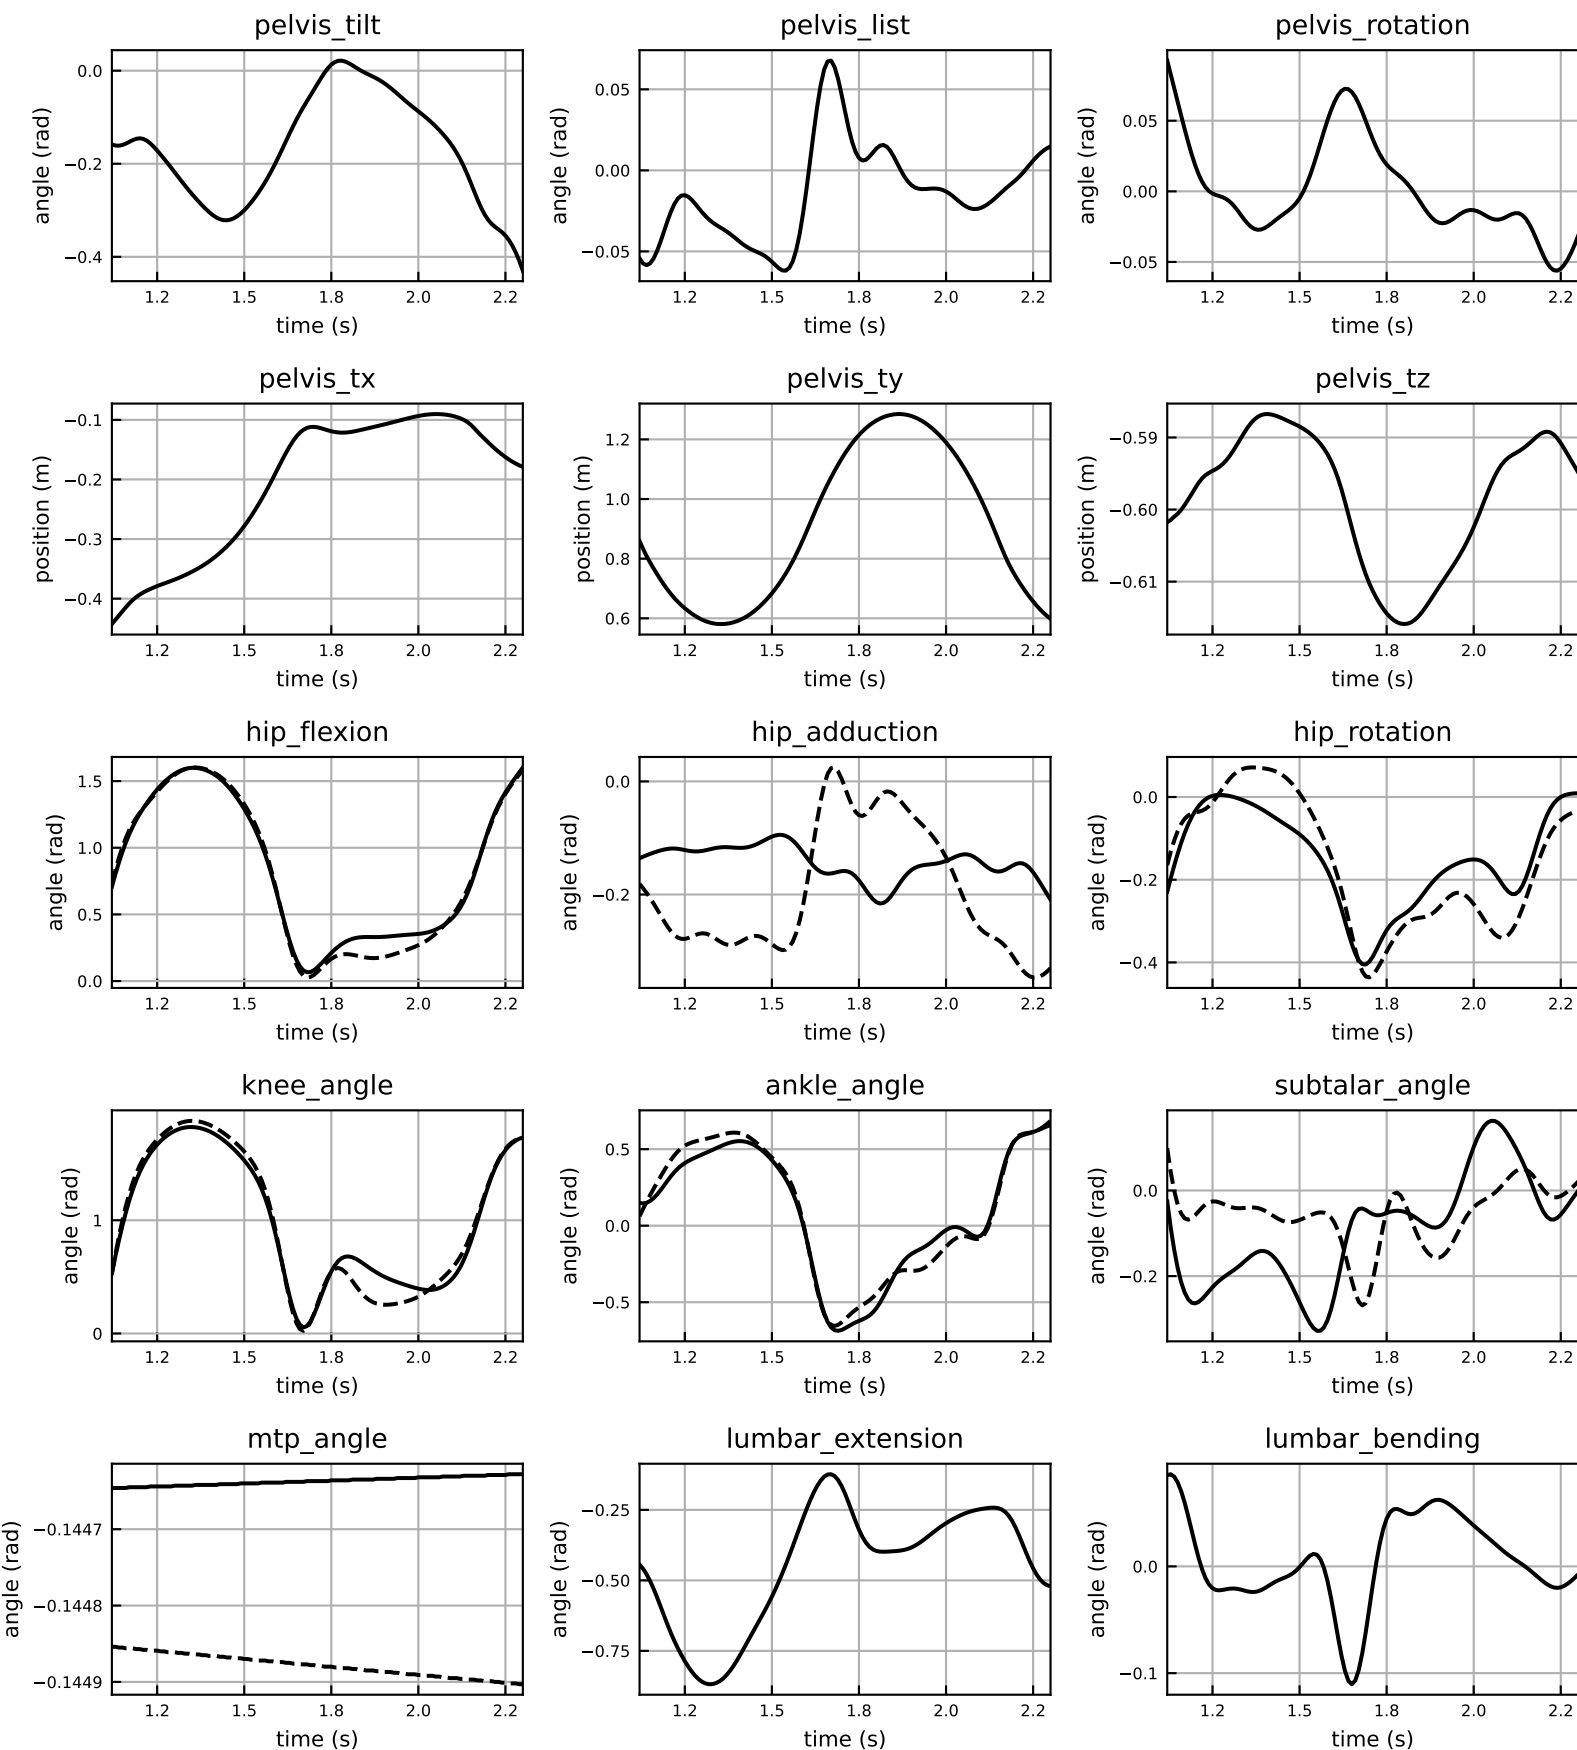 pelvis_tilt
angle (rad)
0.0
−0.2
−0.4
1.2 1.5 1.8 2.0 2.2
time (s)
pelvis_list
angle (rad)
0.05
0.00
−0.05
1.2 1.5 1.8 2.0 2.2
time (s)
pelvis_rotation
angle (rad)
0.05
0.00
−0.05
1.2 1.5 1.8 2.0 2.2
time (s)
pelvis_tx
position (m)
−0.1
−0.2
−0.3
−0.4
1.2 1.5 1.8 2.0 2.2
time (s)
pelvis_ty
position (m)
1.2
1.0
0.8
0.6
1.2 1.5 1.8 2.0 2.2
time (s)
pelvis_tz
position (m)
−0.59
−0.60
−0.61
1.2 1.5 1.8 2.0 2.2
time (s)
hip_flexion
angle (rad)
1.5
1.0
0.5
0.0
1.2 1.5 1.8 2.0 2.2
time (s)
hip_adduction
angle (rad)
0.0
−0.2
1.2 1.5 1.8 2.0 2.2
time (s)
hip_rotation
angle (rad)
0.0
−0.2
−0.4
1.2 1.5 1.8 2.0 2.2
time (s)
knee_angle
angle (rad)
1
0
1.2 1.5 1.8 2.0 2.2
time (s)
ankle_angle
angle (rad)
0.5
0.0
−0.5
1.2 1.5 1.8 2.0 2.2
time (s)
subtalar_angle
angle (rad)
0.0
−0.2
1.2 1.5 1.8 2.0 2.2
time (s)
mtp_angle
angle (rad)
−0.1447
−0.1448
−0.1449
1.2 1.5 1.8 2.0 2.2
time (s)
lumbar_extension
angle (rad)
−0.25
−0.50
−0.75
1.2 1.5 1.8 2.0 2.2
time (s)
lumbar_bending
angle (rad)
0.0
−0.1
1.2 1.5 1.8 2.0 2.2
time (s)